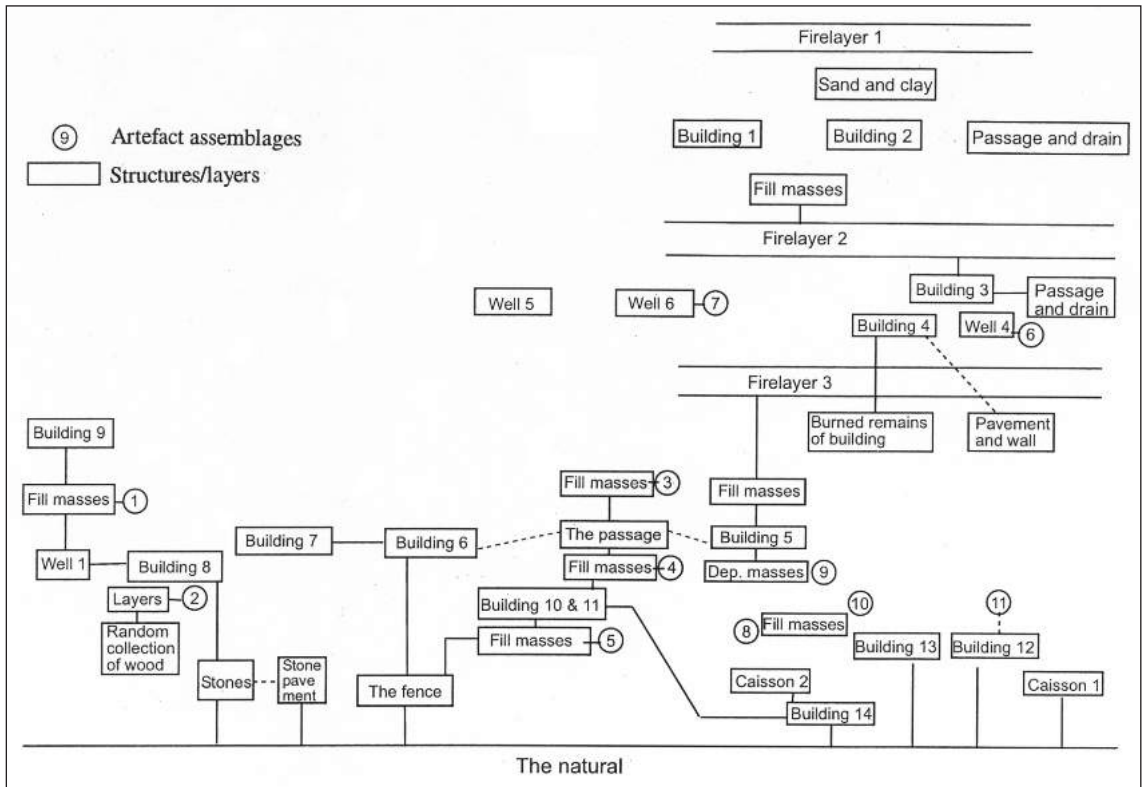 Firelayer 1
Sand and clay
9 Artefact assemblages
Building 1
Building 2
Passage and drain
Structures/layers
Fill masses
Firelayer 2
Building 3
Well 5
Well 6
7
Passage
and drain
Building 4
Well 4
6
Firelayer 3
Building 9
Burned remains
of building
Pavement
and wall
Fill masses
1
Fill masses
3
Fill masses
Building 7
Building 6
The passage
Building 5
Well 1
Building 8
Fill masses
4
Dep. masses
9
Layers
2
Building 10 & 11
10
11
Random
collection
of wood
Fill masses
5
8
Fill masses
Building 13
Building 12
Stones
Stone
pave
ment
The fence
Caisson 2
Caisson 1
Building 14
The natural